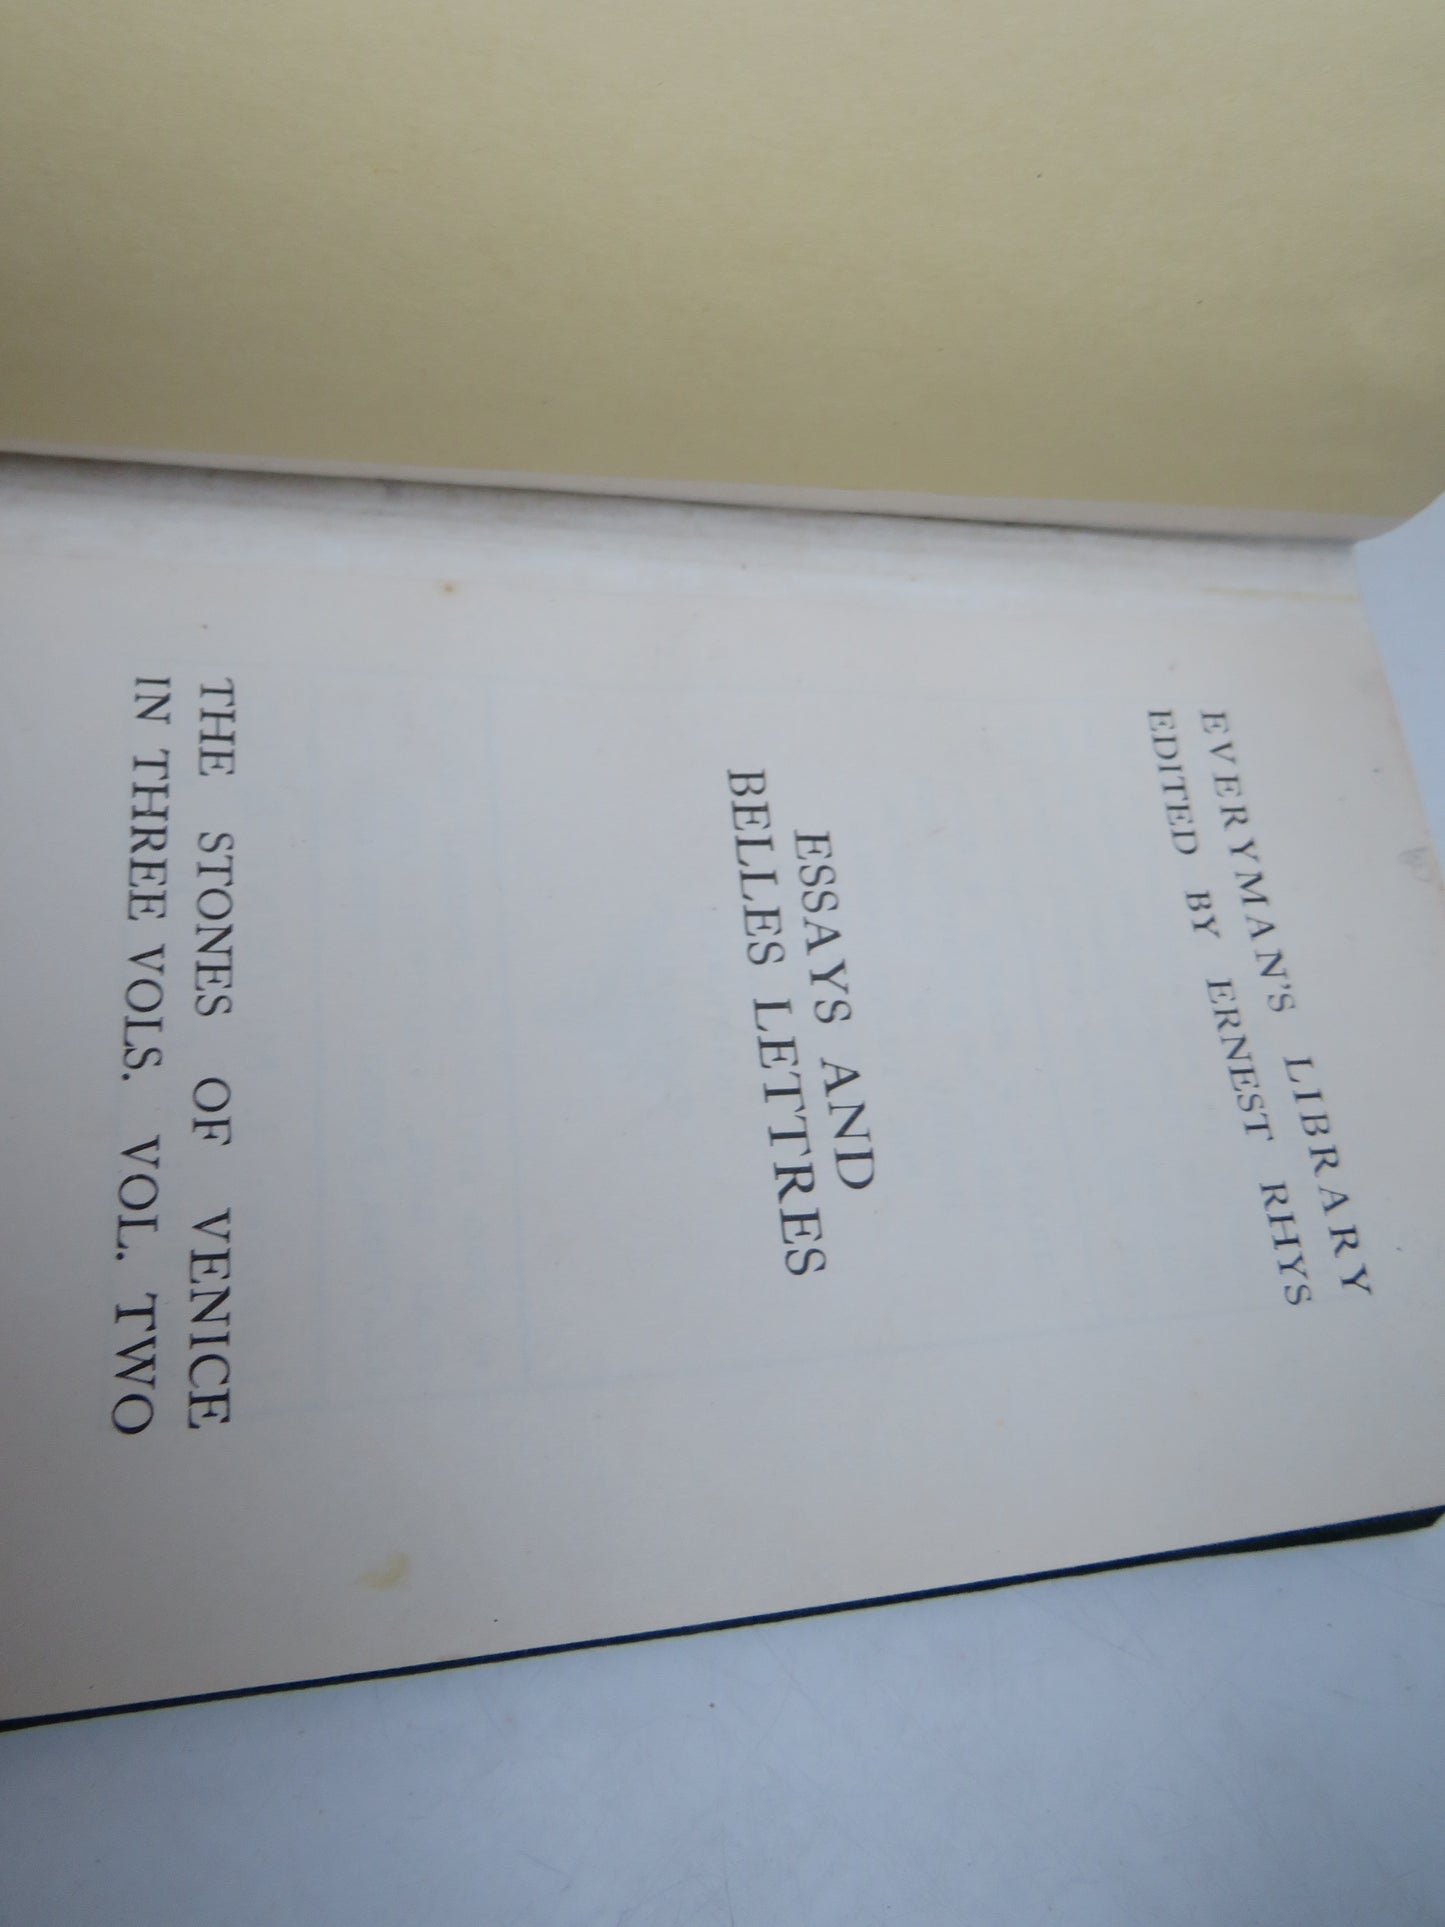 EVERYMAN'S LIBRARY
EDITED BY ERNEST RHYS
ESSAYS AND
BELLES LETTRES
THE STONES OF VENICE
IN THREE VOLS. VOL. TWO